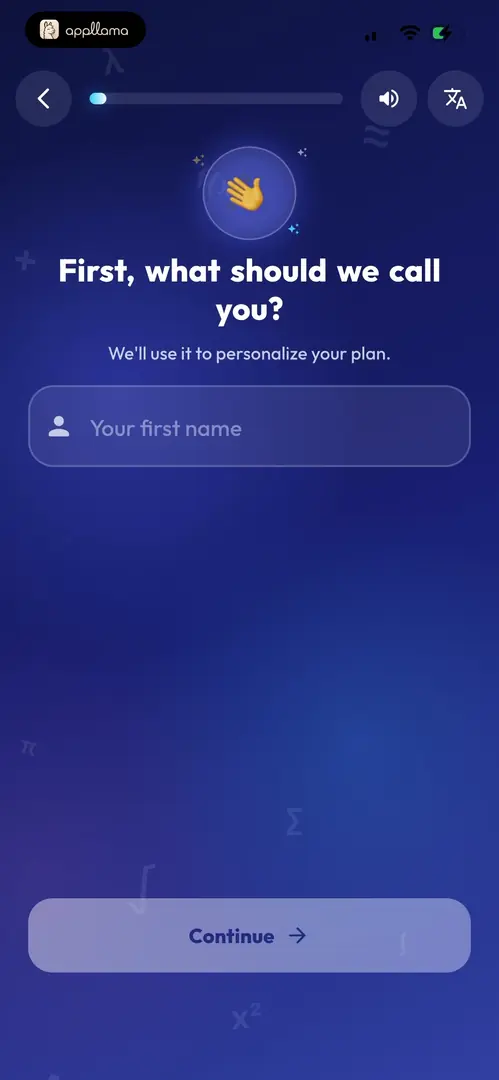 appllama
λ
≈
+
First, what should we call
you?
We'll use it to personalize your plan.
Your first name
π
Σ
∫
Continue →
∫
x²